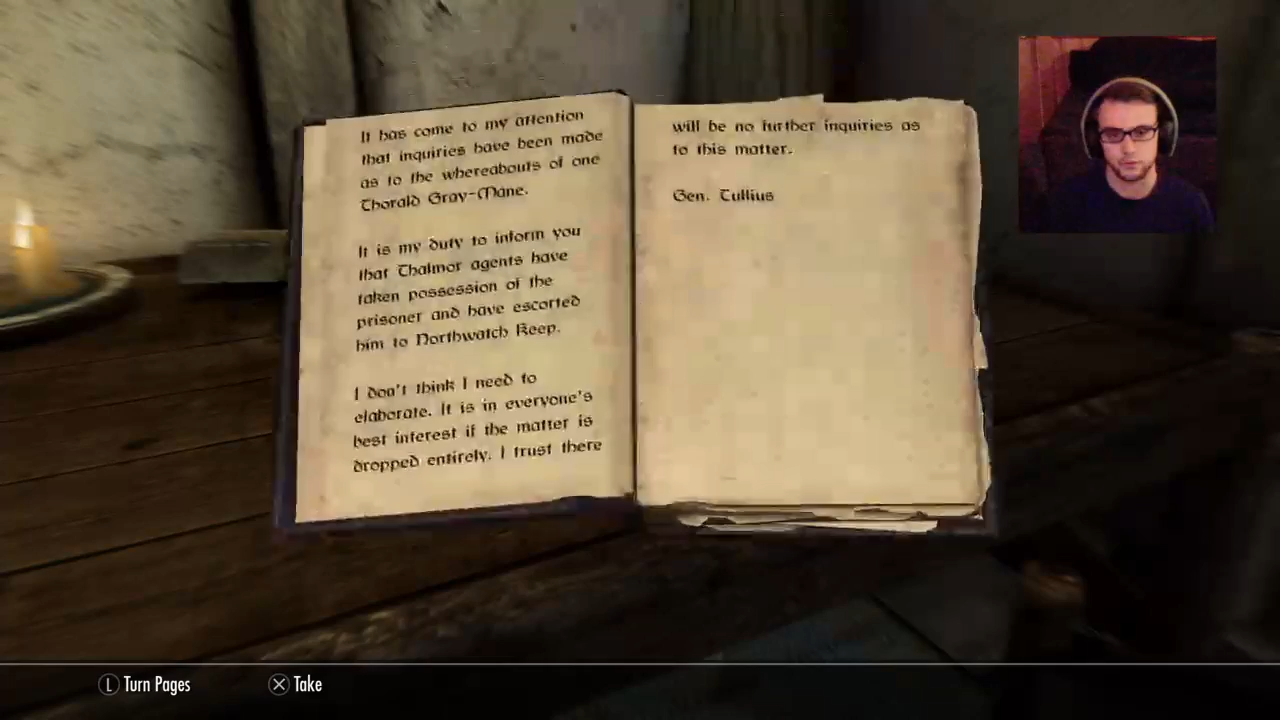 It has come to my attention
that inquiries have been made
as to the whereabouts of one
Thorald Gray-Mane.
It is my duty to inform you
that Thalmor agents have
taken possession of the
prisoner and have escorted
him to Northwatch Keep.
I don't think I need to
elaborate. It is in everyone's
best interest if the matter is
dropped entirely. I trust there
will be no further inquiries as
to this matter.
Gen. Tullius
L Turn Pages
X Take